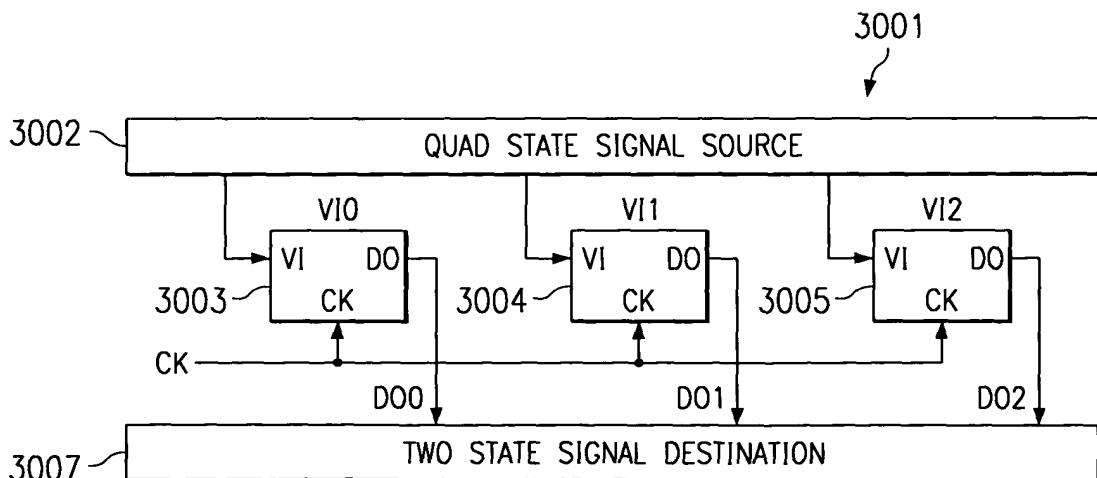 3001
3002
QUAD STATE SIGNAL SOURCE
VI0 VI1 VI2
VI DO VI DO VI DO
3003 3004 3005
CK CK CK
CK
DO0 DO1 DO2
TWO STATE SIGNAL DESTINATION
3007